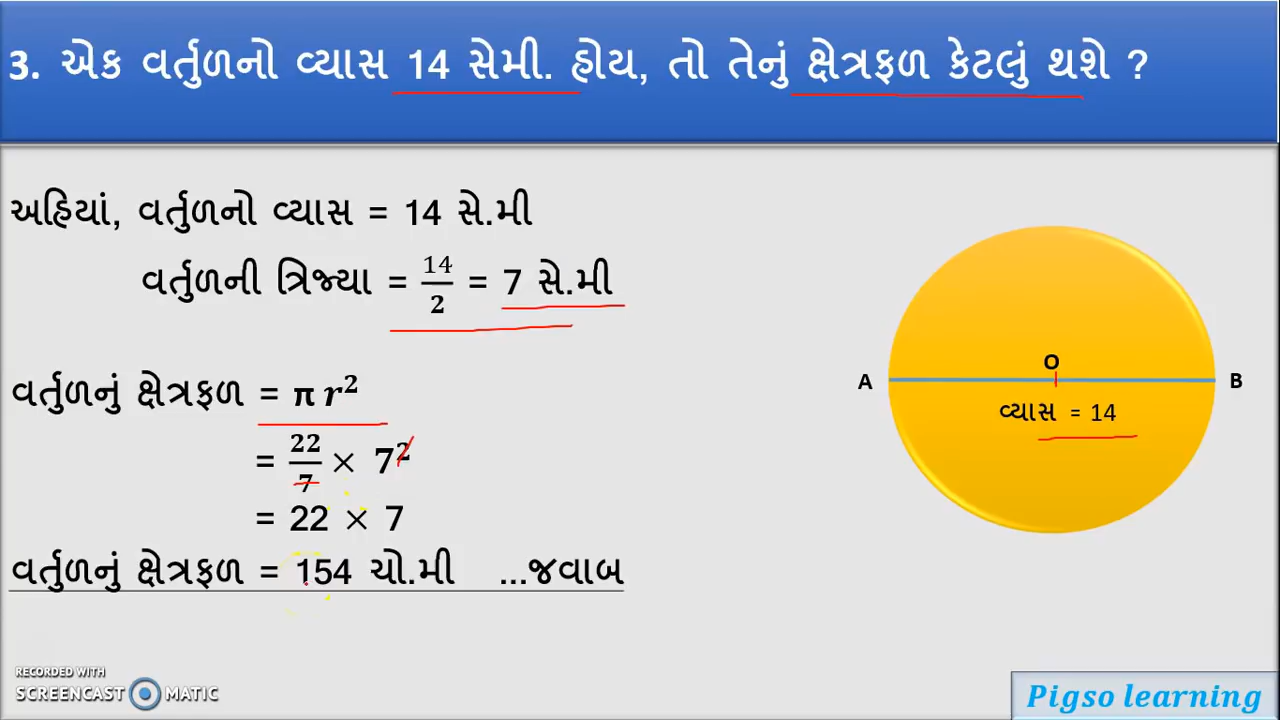 3. એક વર્તુળનો વ્યાસ 14 સેમી. હોય, તો તેનું ક્ષેત્રફળ કેટલું થશે ?
અહિયાં, વર્તુળનો વ્યાસ = 14 સે.મી
વર્તુળની ત્રિજ્યા = 14/2 = 7 સે.મી
વર્તુળનું ક્ષેત્રફળ = π r²
= 22/7 × 7²
= 22 × 7
વર્તુળનું ક્ષેત્રફળ = 154 ચો.મી ...જવાબ
O
A B
વ્યાસ = 14
RECORDED WITH
SCREENCAST MATIC
Pigso learning